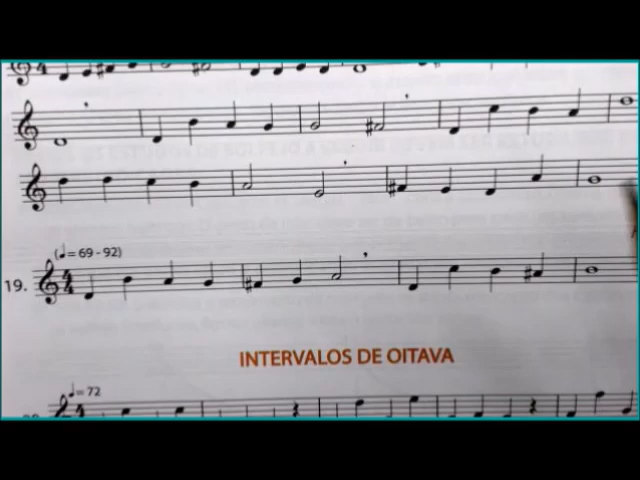 (♩= 69 - 92)
19.
INTERVALOS DE OITAVA
♩= 72